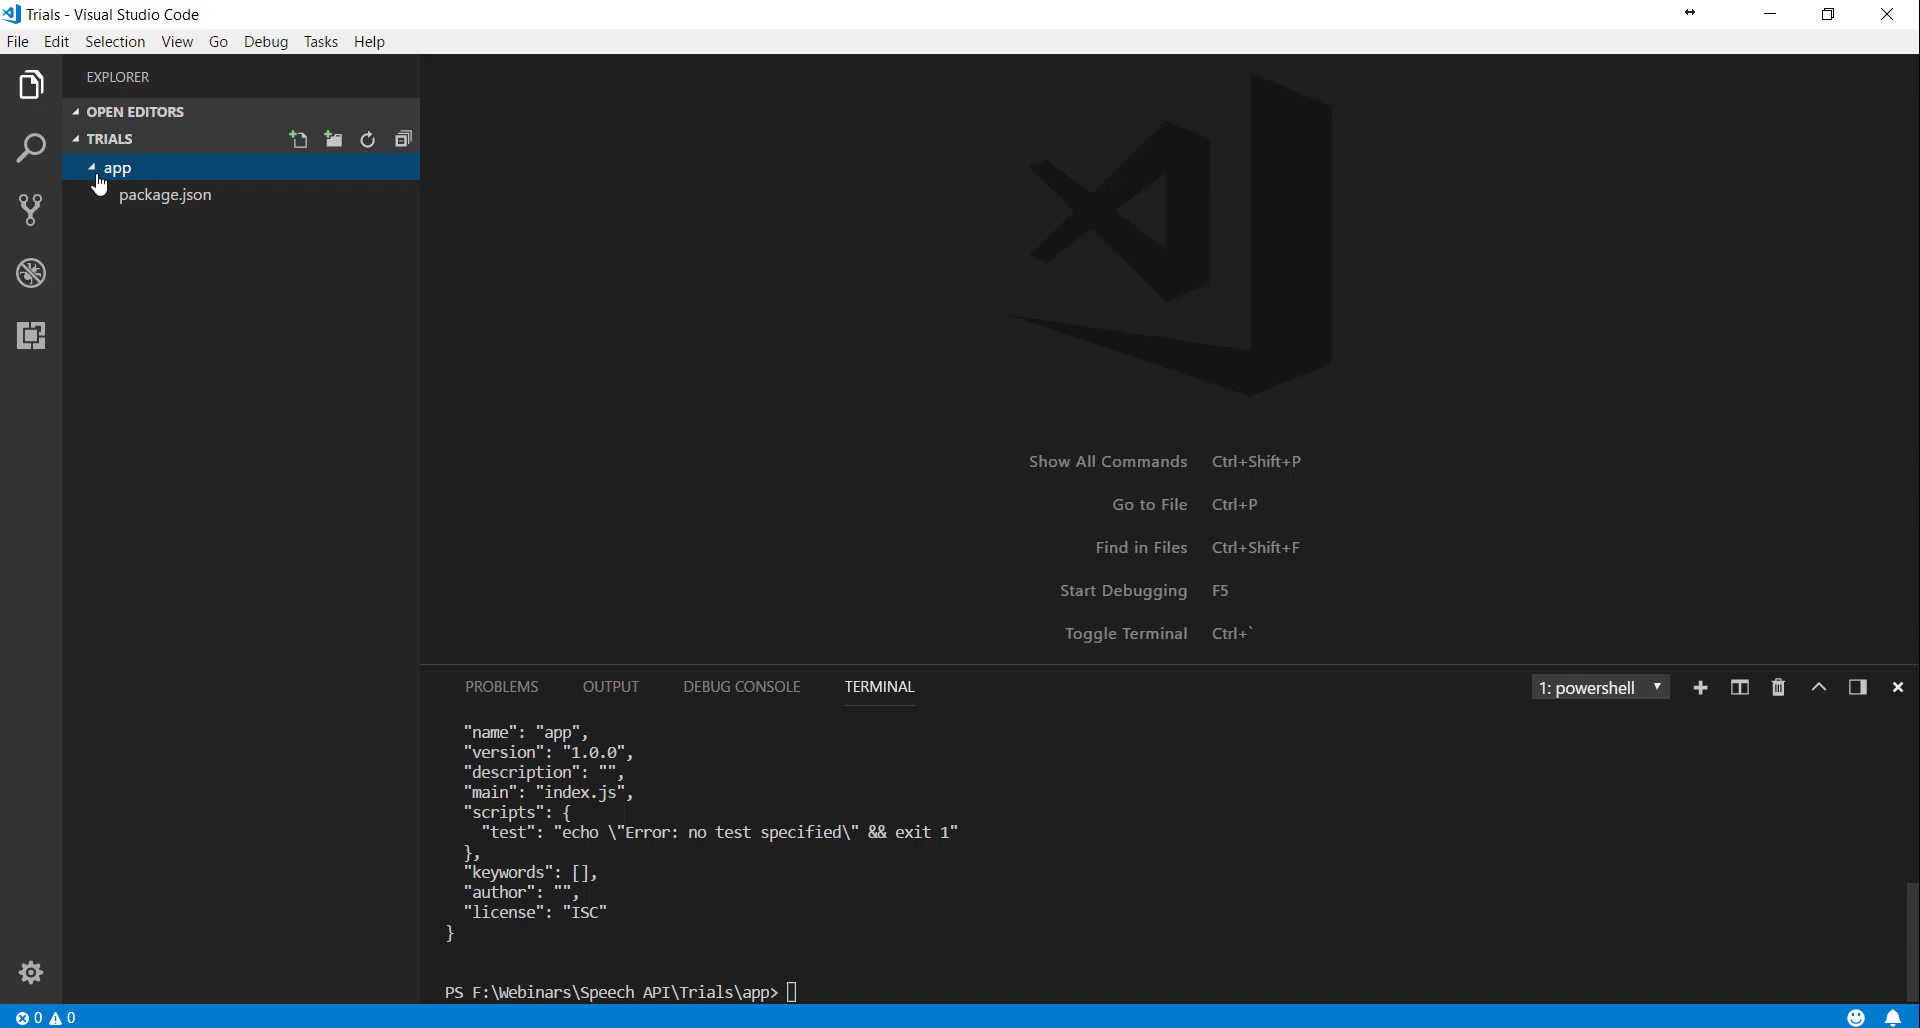 Trials - Visual Studio Code
File Edit Selection View Go Debug Tasks Help
EXPLORER
OPEN EDITORS
TRIALS
app
package.json
Show All Commands Ctrl+Shift+P
Go to File Ctrl+P
Find in Files Ctrl+Shift+F
Start Debugging F5
Toggle Terminal Ctrl+`
PROBLEMS OUTPUT DEBUG CONSOLE TERMINAL 1: powershell
"name": "app",
"version": "1.0.0",
"description": "",
"main": "index.js",
"scripts": {
"test": "echo \"Error: no test specified\" && exit 1"
},
"keywords": [],
"author": "",
"license": "ISC"
}
PS F:\Webinars\Speech API\Trials\app>
0 0